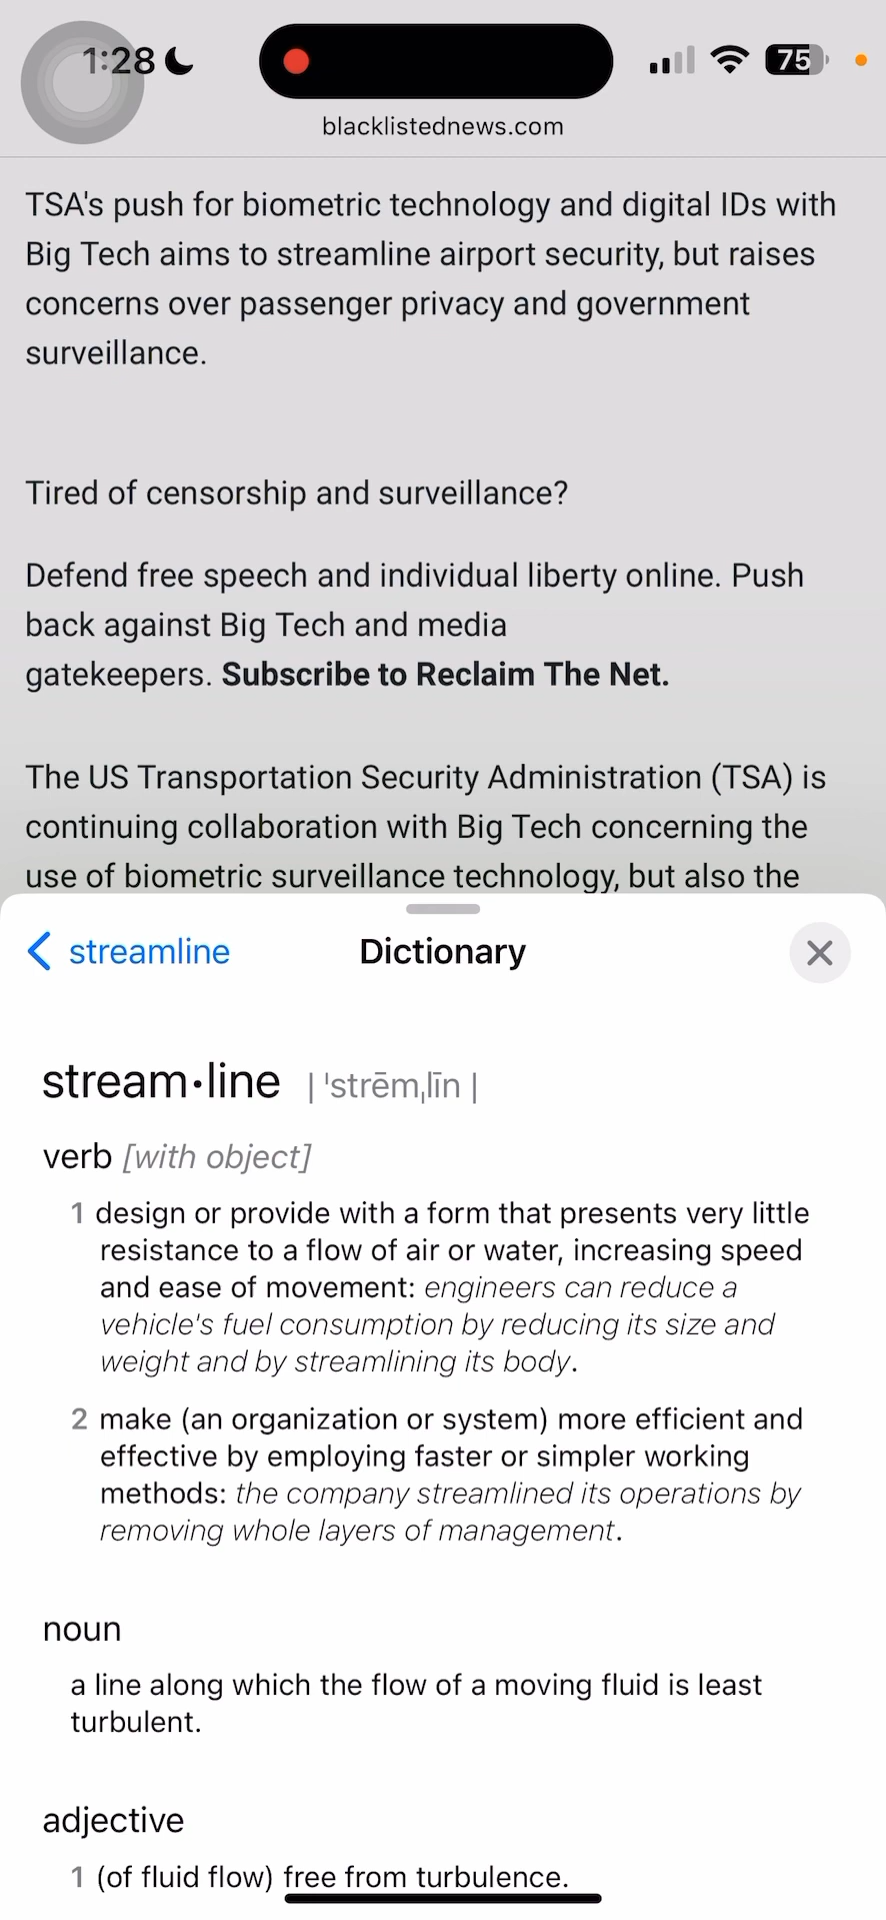 1:28
75
blacklistednews.com
TSA's push for biometric technology and digital IDs with
Big Tech aims to streamline airport security, but raises
concerns over passenger privacy and government
surveillance.
Tired of censorship and surveillance?
Defend free speech and individual liberty online. Push
back against Big Tech and media
gatekeepers. Subscribe to Reclaim The Net.
The US Transportation Security Administration (TSA) is
continuing collaboration with Big Tech concerning the
use of biometric surveillance technology, but also the
streamline
Dictionary
stream•line | ˈstrēmˌlīn |
verb [with object]
1 design or provide with a form that presents very little
resistance to a flow of air or water, increasing speed
and ease of movement: engineers can reduce a
vehicle's fuel consumption by reducing its size and
weight and by streamlining its body.
2 make (an organization or system) more efficient and
effective by employing faster or simpler working
methods: the company streamlined its operations by
removing whole layers of management.
noun
a line along which the flow of a moving fluid is least
turbulent.
adjective
1 (of fluid flow) free from turbulence.